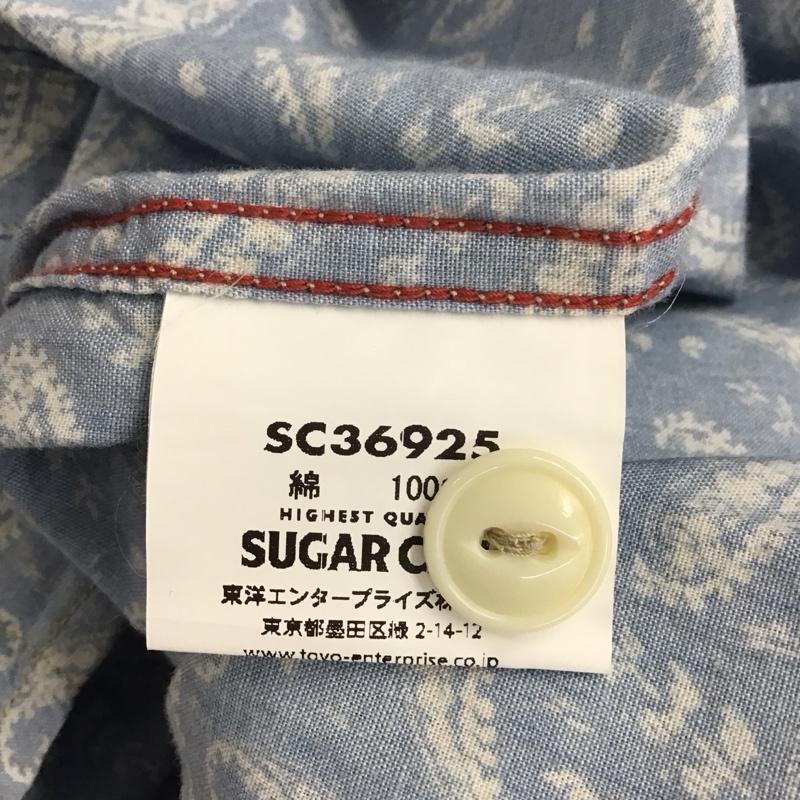 SC36925
綿 100
HIGHEST
SUGAR
東洋エンタープライズ
東京都墨田区緑 2-14-12
www.toyo-enterprise.co.jp